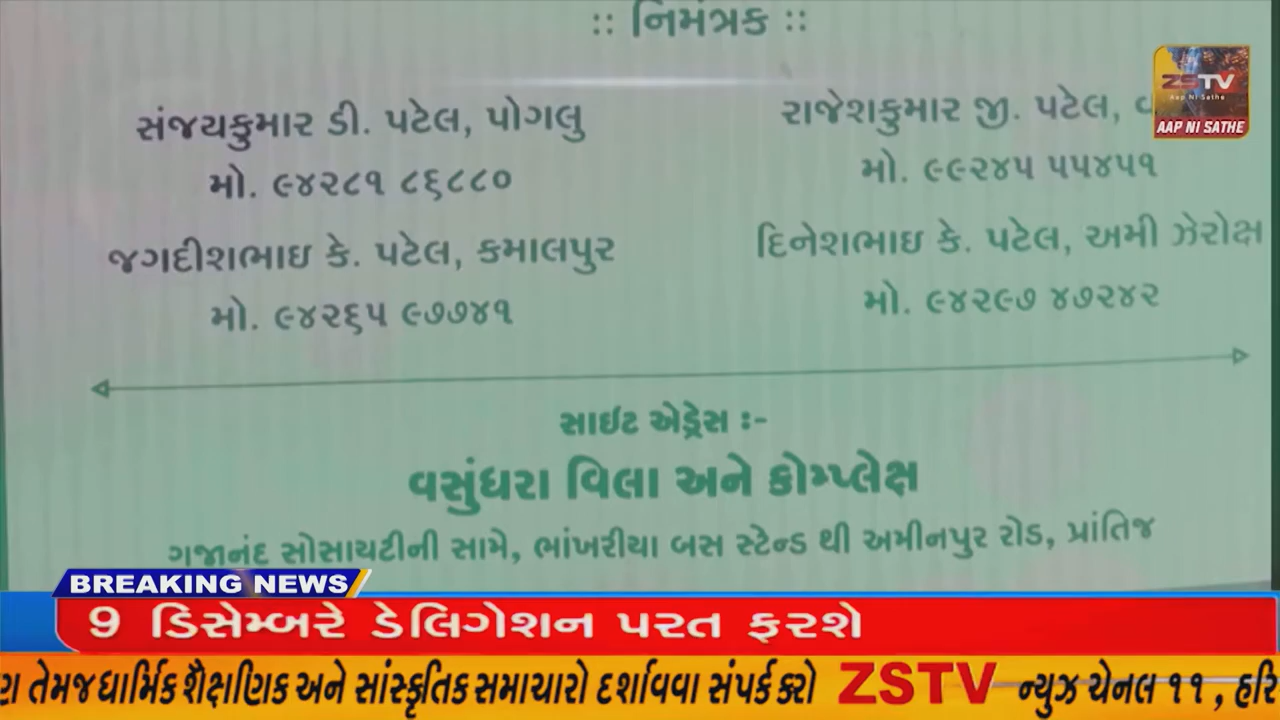 :: નિમંત્રક ::
સંજયકુમાર ડી. પટેલ, પોગલુ
મો. ૯૪૨૮૧ ૮૬૮૮૦
રાજેશકુમાર જી. પટેલ,
મો. ૯૯૨૪૫ ૫૫૪૫૧
જગદીશભાઇ કે. પટેલ, કમાલપુર
મો. ૯૪૨૬૫ ૯૭૭૪૧
દિનેશભાઇ કે. પટેલ, અમી ઝેરોક્ષ
મો. ૯૪૨૯૭ ૪૭૨૪૨
સાઈટ એડ્રેસ :-
વસુંધરા વિલા અને કોમ્પ્લેક્ષ
ગજાનંદ સોસાયટીની સામે, ભાંખરીયા બસ સ્ટેન્ડ થી અમીનપુર રોડ, પ્રાંતિજ
ZSTV
Aap Ni Sathe
AAP NI SATHE
BREAKING NEWS
9 ડિસેમ્બરે ડેલિગેશન પરત ફરશે
તેમજ ધાર્મિક શૈક્ષણિક અને સાંસ્કૃતિક સમાચારો દર્શાવવા સંપર્ક કરો ZSTV ન્યુઝ ચેનલ ૧૧ , હરિ